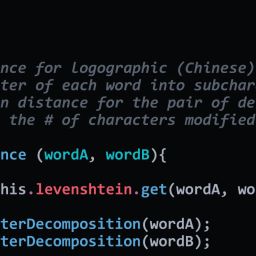 nce for Logographic (Chinese)
ter of each word into subchar
n distance for the pair of de
the # of characters modified
nce (wordA, wordB){
his.levenshtein.get(wordA, wo
terDecomposition(wordA);
terDecomposition(wordB);